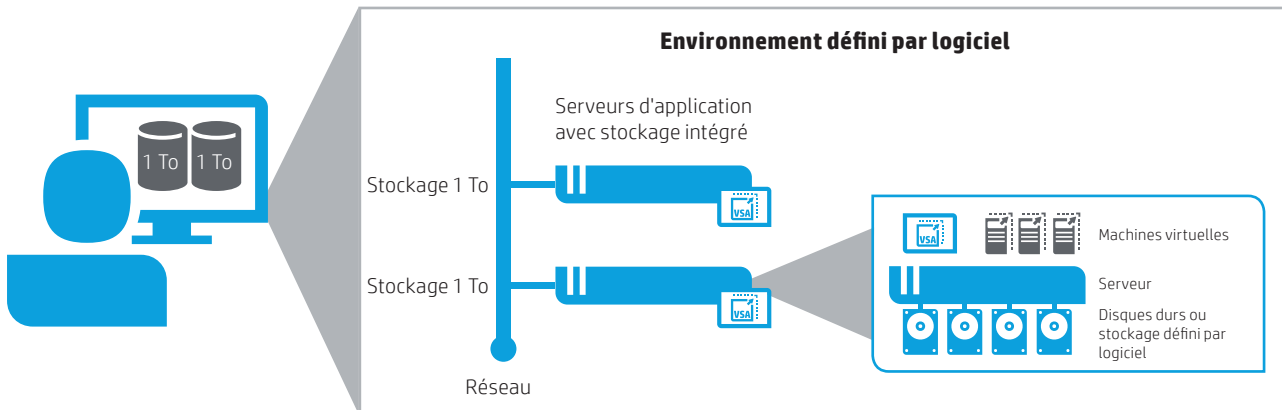 Environnement défini par logiciel
1 To
1 To
Serveurs d'application
avec stockage intégré
Stockage 1 To
VSA
Stockage 1 To
VSA
Réseau
VSA
Machines virtuelles
Serveur
Disques durs ou
stockage défini par
logiciel